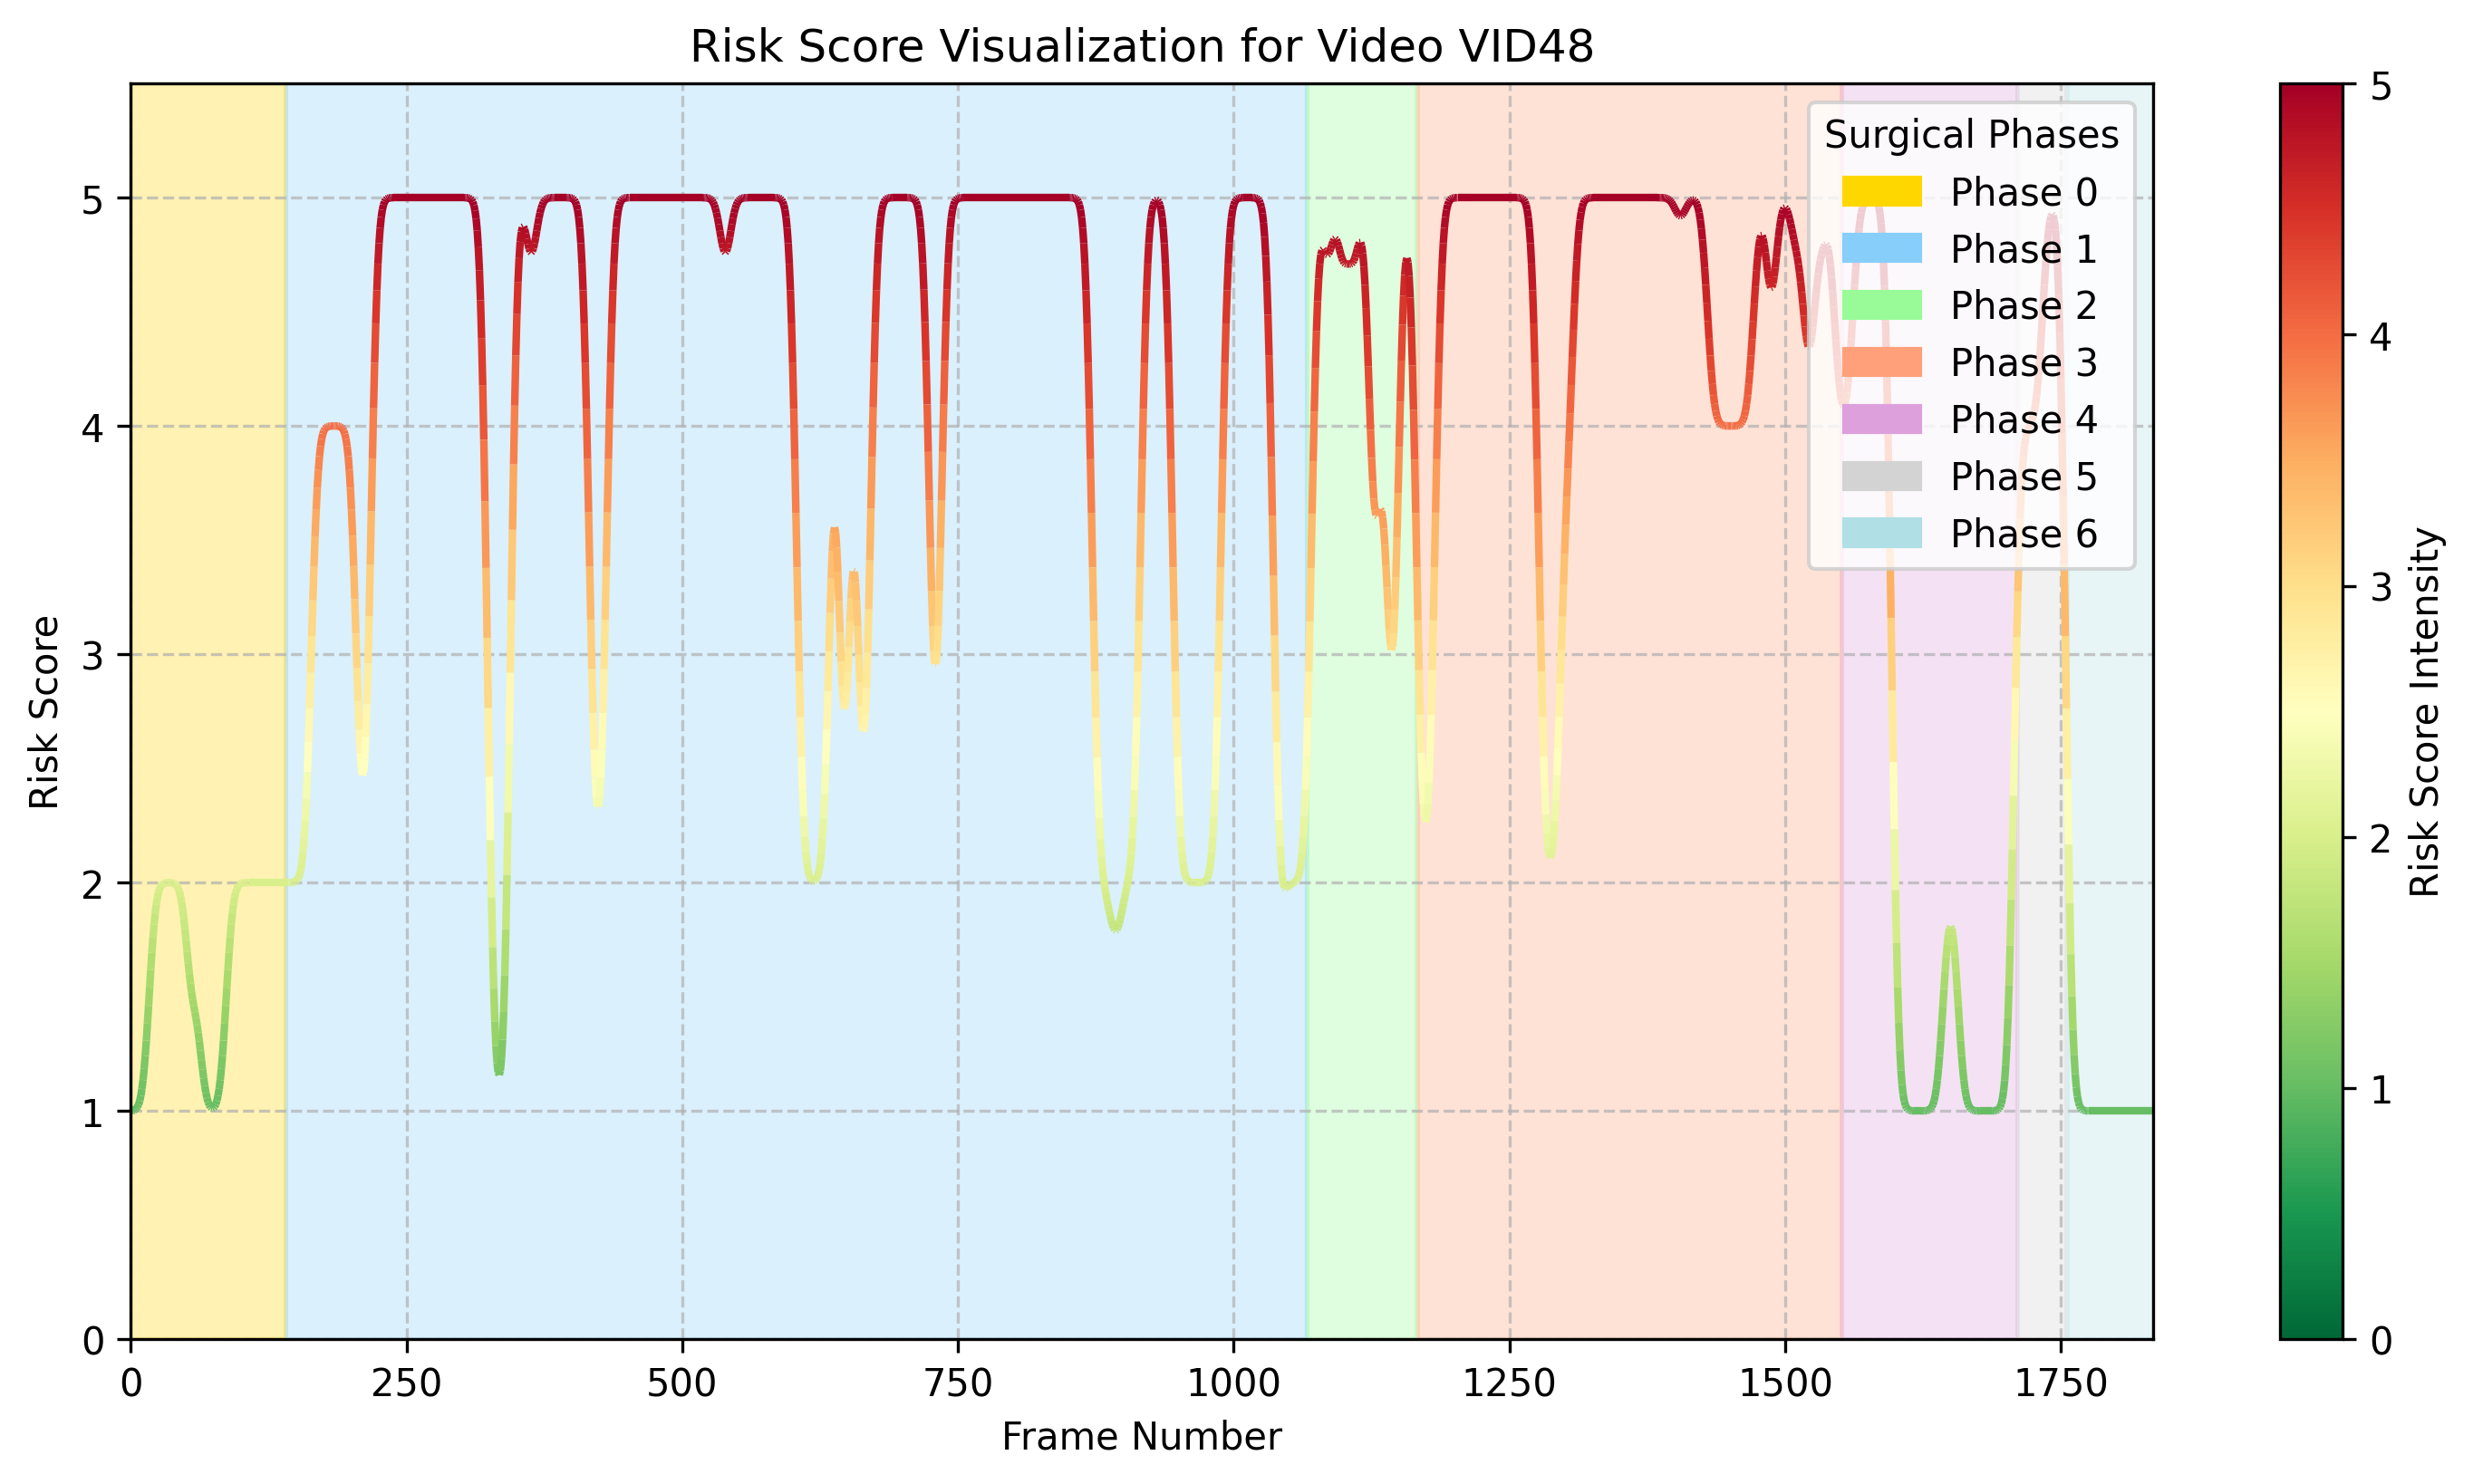 Risk Score Visualization for Video VID48
Risk Score
5
4
3
2
1
0
Surgical Phases
Phase 0
Phase 1
Phase 2
Phase 3
Phase 4
Phase 5
Phase 6
0 250 500 750 1000 1250 1500 1750
Frame Number
5
4
3
2
1
0
Risk Score Intensity